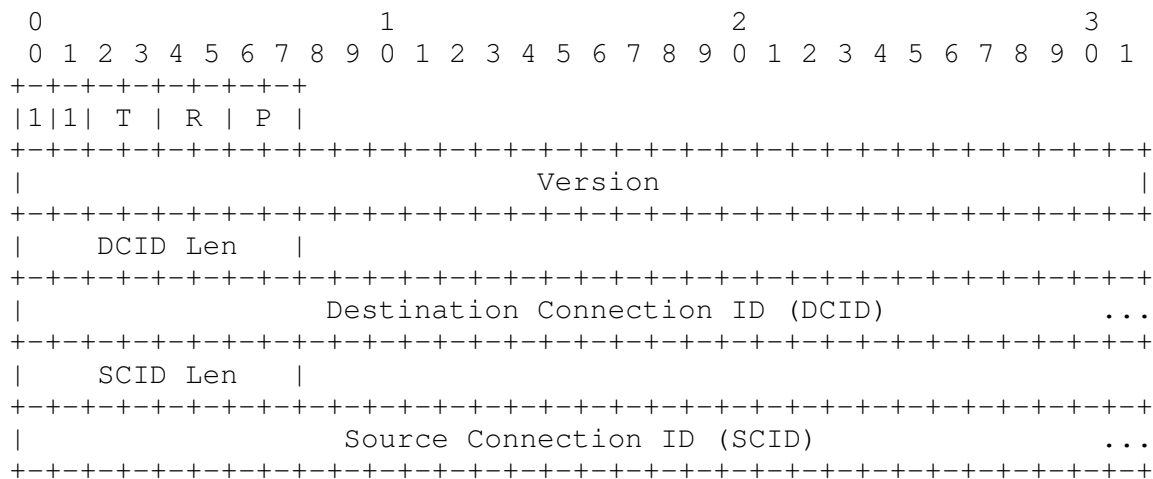 0                   1                   2                   3
 0 1 2 3 4 5 6 7 8 9 0 1 2 3 4 5 6 7 8 9 0 1 2 3 4 5 6 7 8 9 0 1
+-+-+-+-+-+-+-+-+
|1|1| T | R | P |
+-+-+-+-+-+-+-+-+-+-+-+-+-+-+-+-+-+-+-+-+-+-+-+-+-+-+-+-+-+-+-+-+
|                            Version                            |
+-+-+-+-+-+-+-+-+-+-+-+-+-+-+-+-+-+-+-+-+-+-+-+-+-+-+-+-+-+-+-+-+
|    DCID Len   |
+-+-+-+-+-+-+-+-+-+-+-+-+-+-+-+-+-+-+-+-+-+-+-+-+-+-+-+-+-+-+-+-+
|                Destination Connection ID (DCID)            ...
+-+-+-+-+-+-+-+-+-+-+-+-+-+-+-+-+-+-+-+-+-+-+-+-+-+-+-+-+-+-+-+-+
|    SCID Len   |
+-+-+-+-+-+-+-+-+-+-+-+-+-+-+-+-+-+-+-+-+-+-+-+-+-+-+-+-+-+-+-+-+
|                 Source Connection ID (SCID)                ...
+-+-+-+-+-+-+-+-+-+-+-+-+-+-+-+-+-+-+-+-+-+-+-+-+-+-+-+-+-+-+-+-+